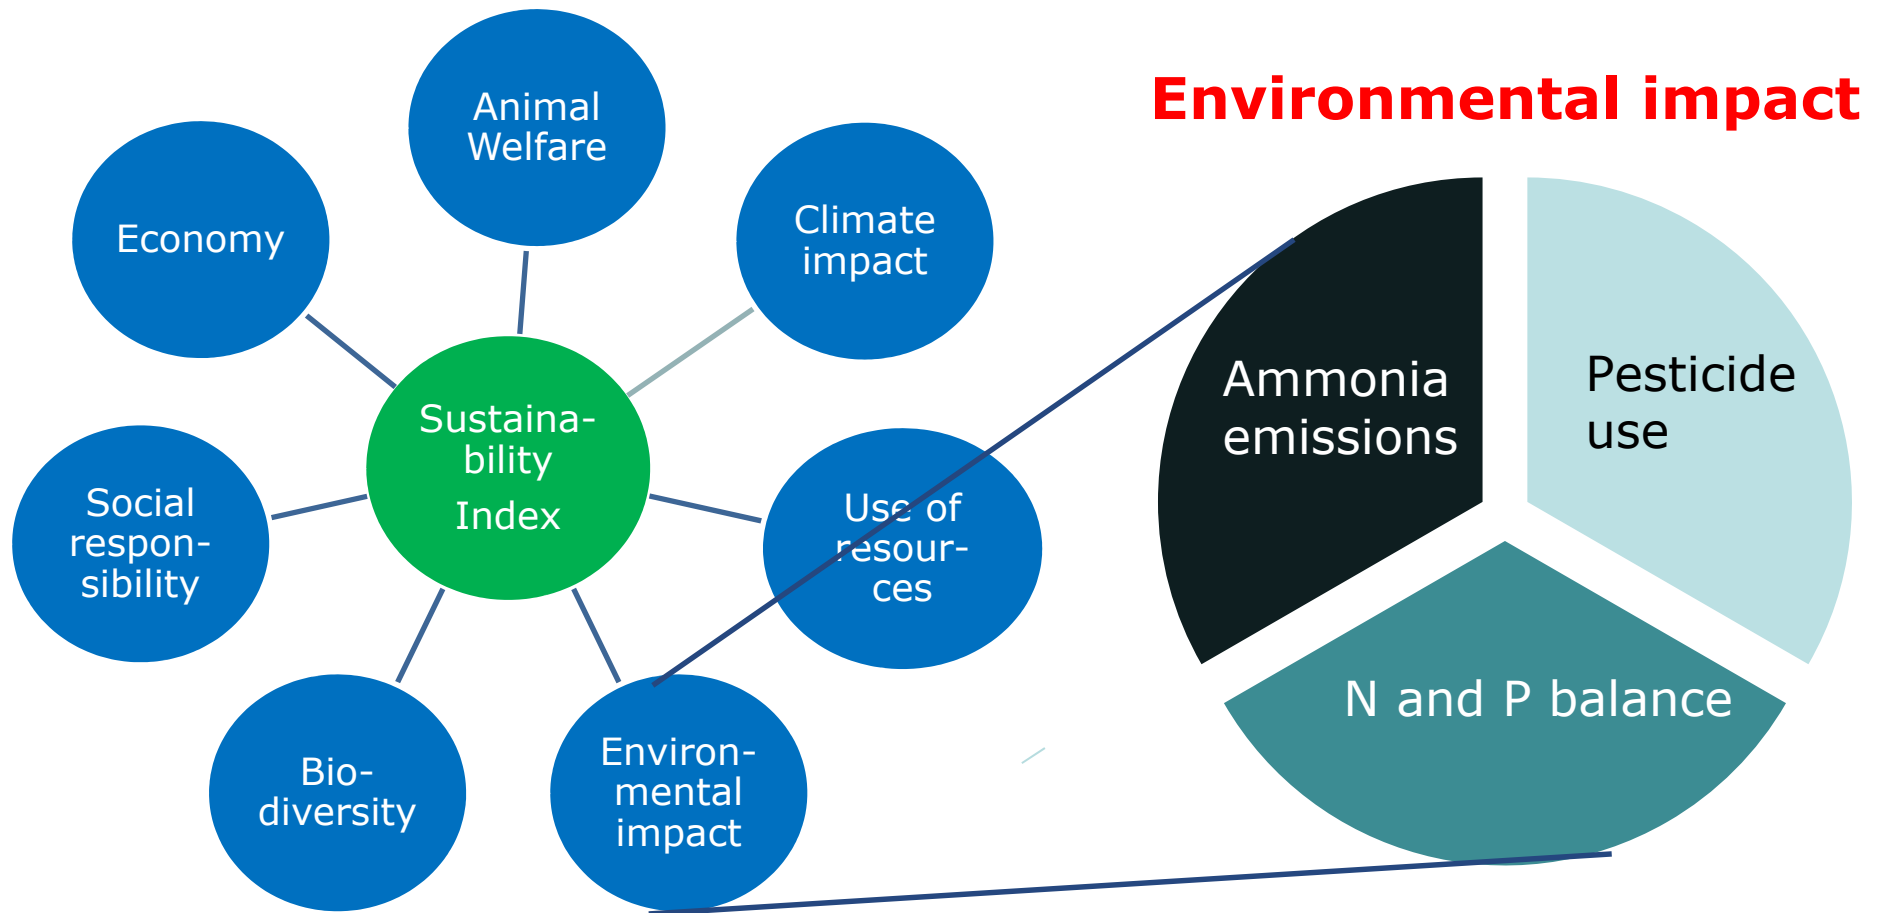 Environmental impact
Animal
Welfare
Economy
Climate
impact
Sustaina-
bility
Index
Social
respon-
sibility
Use of
resour-
ces
Bio-
diversity
Environ-
mental
impact
Ammonia
emissions
Pesticide
use
N and P balance